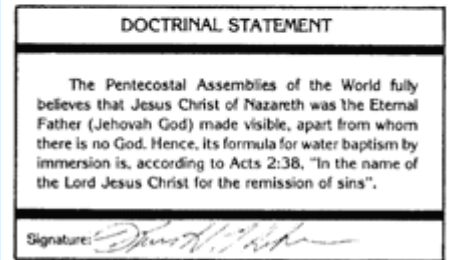 DOCTRINAL STATEMENT
The Pentecostal Assemblies of the World fully
believes that Jesus Christ of Nazareth was the Eternal
Father (Jehovah God) made visible, apart from whom
there is no God. Hence, its formula for water baptism by
immersion is, according to Acts 2:38, "In the name of
the Lord Jesus Christ for the remission of sins".
Signature: